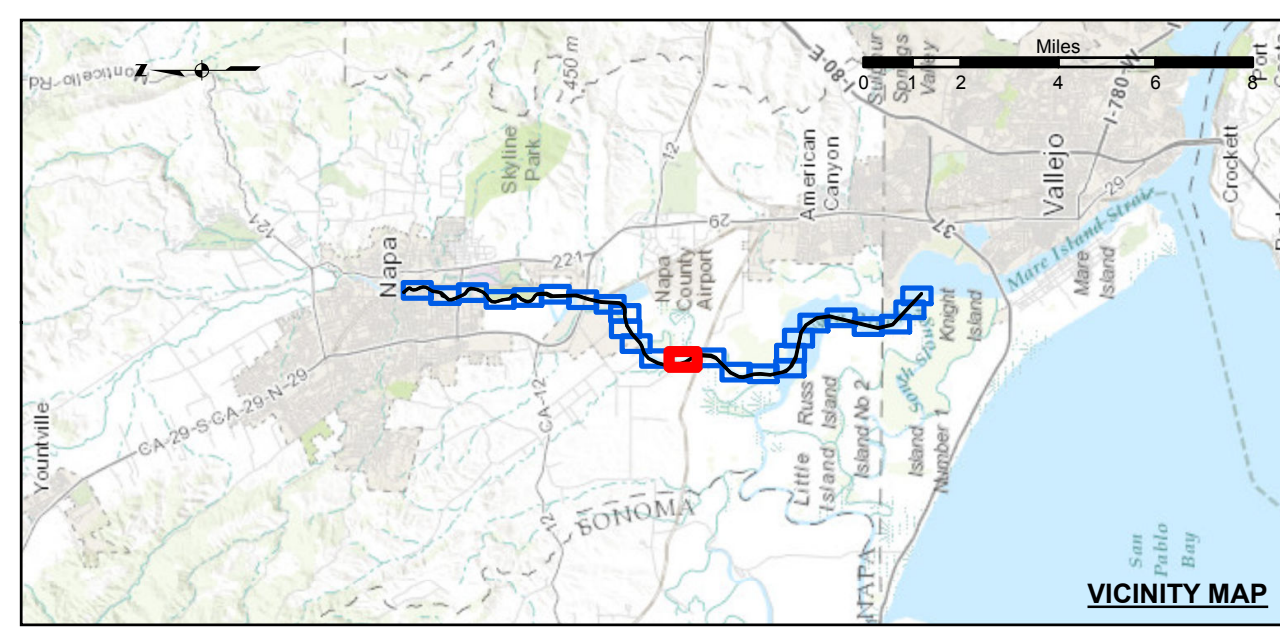 Monticello Rd
Z
450 m
Skyline
Park
121
Napa
221
12
29
I-80-E
Sulphur
Springs
Valley
Miles
0 1 2 4 6 8
I-780-W
Port
American
Canyon
Vallejo
29
37
Crockett
Mare Island Strait
Mare
Island
Napa
County
Airport
Knight
Island
South Slough
Yountville
CA-29-S-CA-29-N-29
CA-12
12
SONOMA
NAPA
Russ
Island
Little
Island
Island No 2
Island
Number 1
San
Pablo
Bay
VICINITY MAP